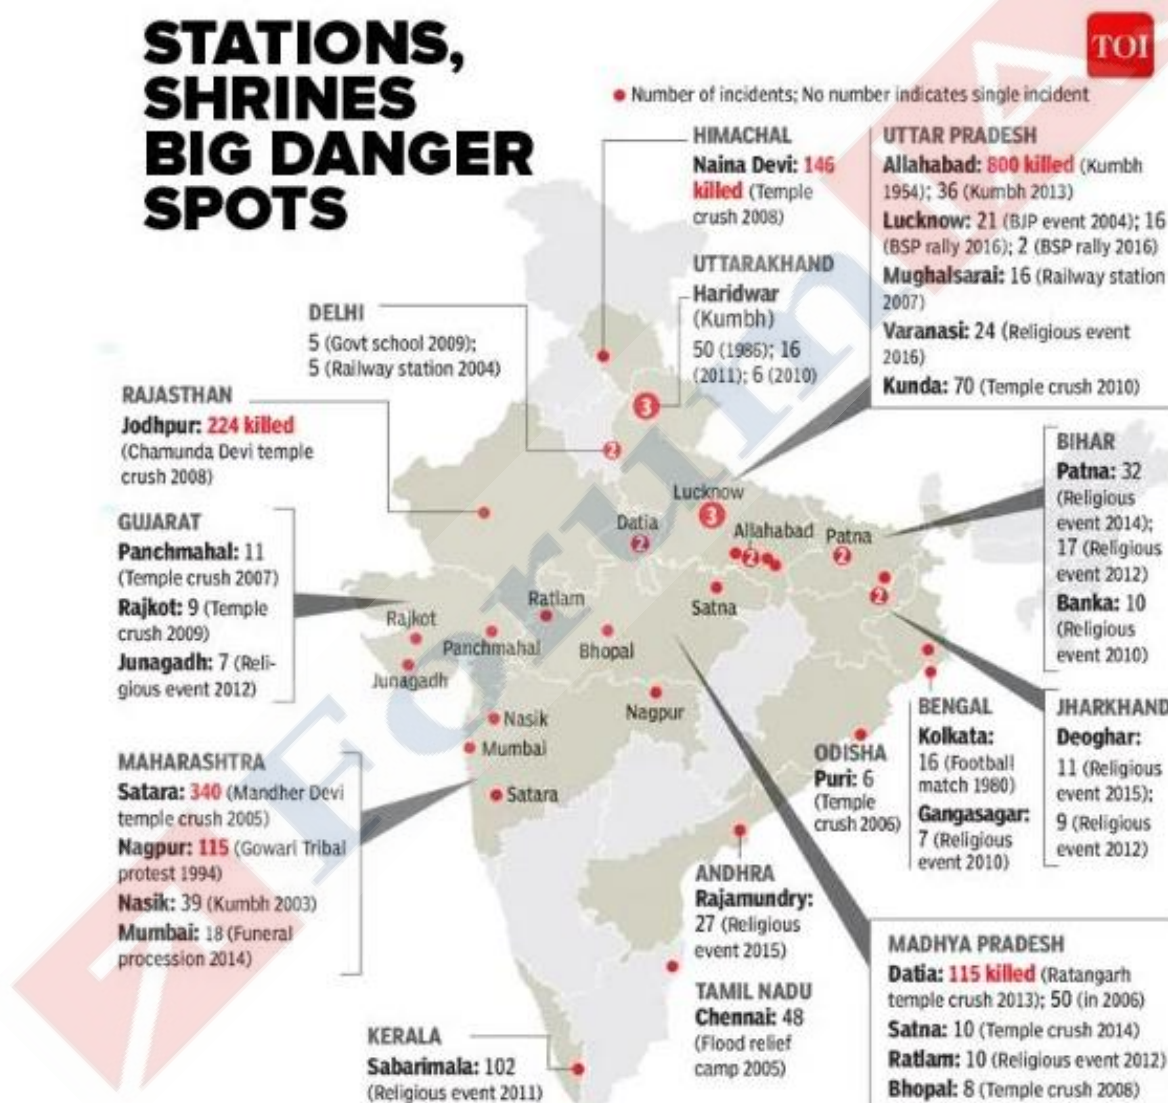 STATIONS,
SHRINES
BIG DANGER
SPOTS
TOI
Number of incidents; No number indicates single incident
HIMACHAL
Naina Devi: 146
killed (Temple
crush 2008)
UTTAR PRADESH
Allahabad: 800 killed (Kumbh
1954); 36 (Kumbh 2013)
Lucknow: 21 (BJP event 2004); 16
(BSP rally 2016); 2 (BSP rally 2016)
Mughalsarai: 16 (Railway station
2007)
Varanasi: 24 (Religious event
2016)
Kunda: 70 (Temple crush 2010)
UTTARAKHAND
Haridwar
(Kumbh)
50 (1986); 16
(2011); 6 (2010)
DELHI
5 (Govt school 2009);
5 (Railway station 2004)
RAJASTHAN
Jodhpur: 224 killed
(Chamunda Devi temple
crush 2008)
GUJARAT
Panchmahal: 11
(Temple crush 2007)
Rajkot: 9 (Temple
crush 2009)
Junagadh: 7 (Reli-
gious event 2012)
3
2
Lucknow
3
Datia
2
Allahabad
2
Patna
2
2
Satna
Ratlam
Rajkot
Panchmahal
Bhopal
Junagadh
Nagpur
Nasik
Mumbai
Satara
BIHAR
Patna: 32
(Religious
event 2014);
17 (Religious
event 2012)
Banka: 10
(Religious
event 2010)
MAHARASHTRA
Satara: 340 (Mandher Devi
temple crush 2005)
Nagpur: 115 (Gowari Tribal
protest 1994)
Nasik: 39 (Kumbh 2003)
Mumbai: 18 (Funeral
procession 2014)
ODISHA
Puri: 6
(Temple
crush 2006)
BENGAL
Kolkata:
16 (Football
match 1980)
Gangasagar:
7 (Religious
event 2010)
JHARKHAND
Deoghar:
11 (Religious
event 2015);
9 (Religious
event 2012)
ANDHRA
Rajamundry:
27 (Religious
event 2015)
TAMIL NADU
Chennai: 48
(Flood relief
camp 2005)
KERALA
Sabarimala: 102
(Religious event 2011)
MADHYA PRADESH
Datia: 115 killed (Ratangarh
temple crush 2013); 50 (in 2006)
Satna: 10 (Temple crush 2014)
Ratlam: 10 (Religious event 2012)
Bhopal: 8 (Temple crush 2008)
Forum